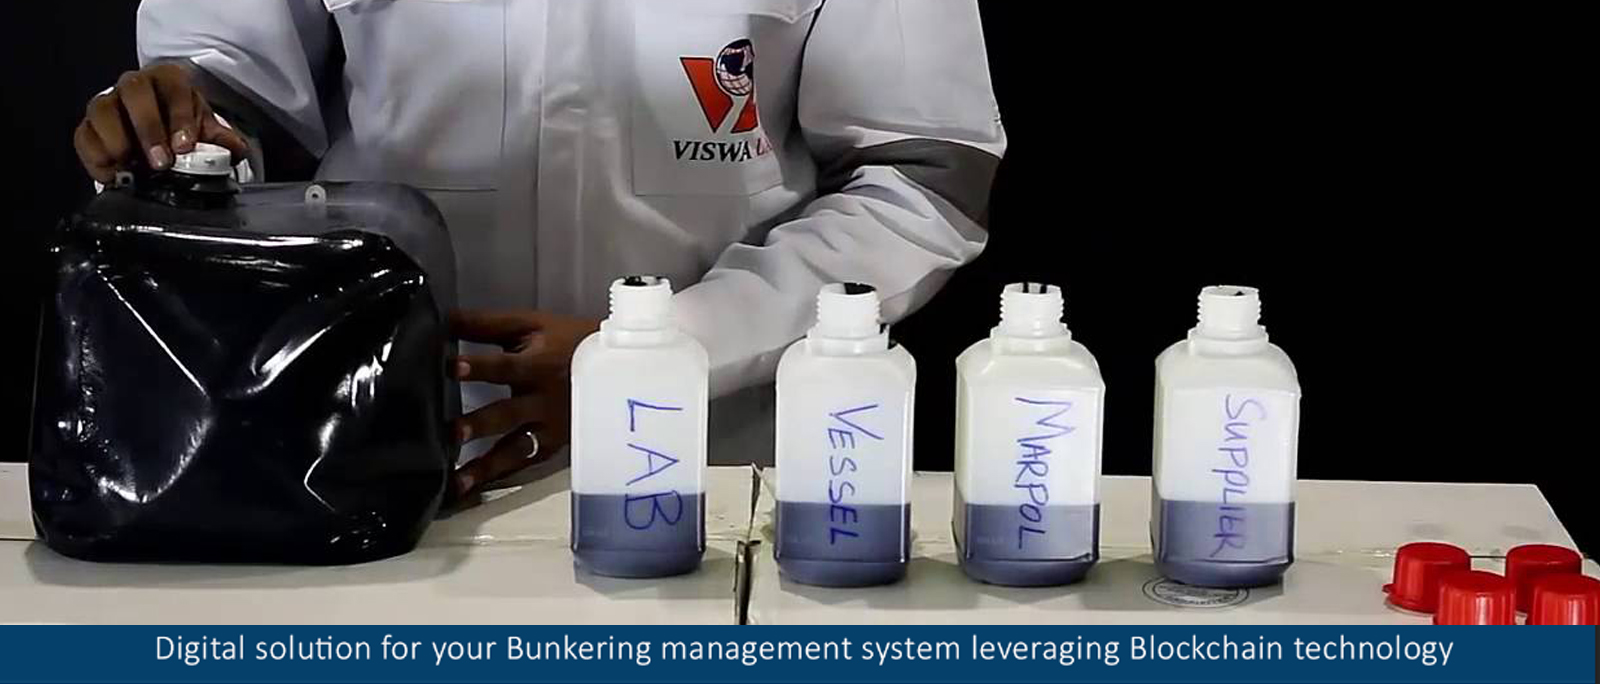 VISWA
LAB
VESSEL
MARPOL
SUPPLIER
Digital solution for your Bunkering management system leveraging Blockchain technology